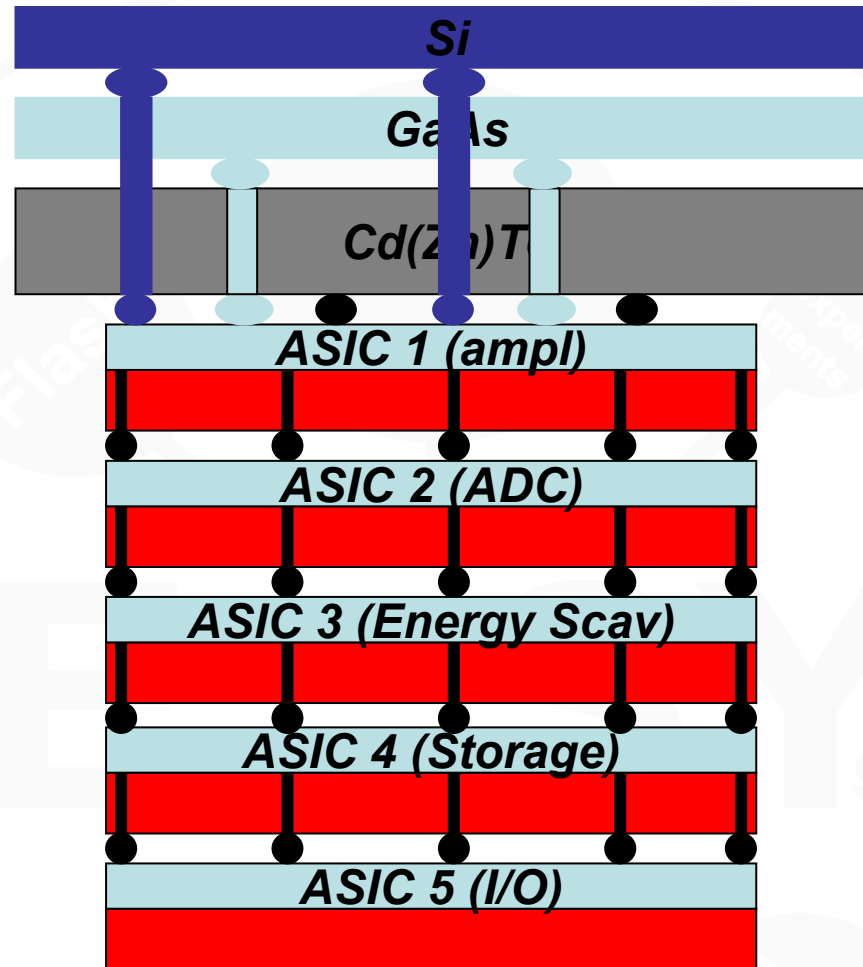 Si
GaAs
Cd(Zn)Te
ASIC 1 (ampl)
ASIC 2 (ADC)
ASIC 3 (Energy Scav)
ASIC 4 (Storage)
ASIC 5 (I/O)